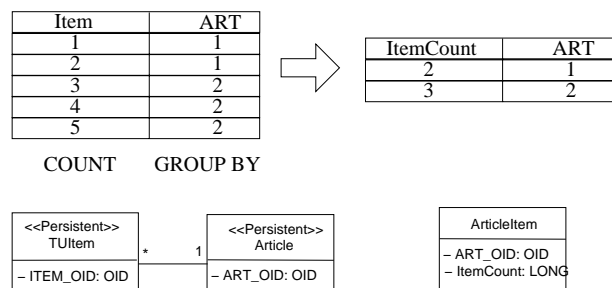 Item ART
1 1
2 1
3 2
4 2
5 2
COUNT GROUP BY
ItemCount ART
2 1
3 2
<<Persistent>>
TUItem
– ITEM_OID: OID
* 1
<<Persistent>>
Article
– ART_OID: OID
ArticleItem
– ART_OID: OID
– ItemCount: LONG